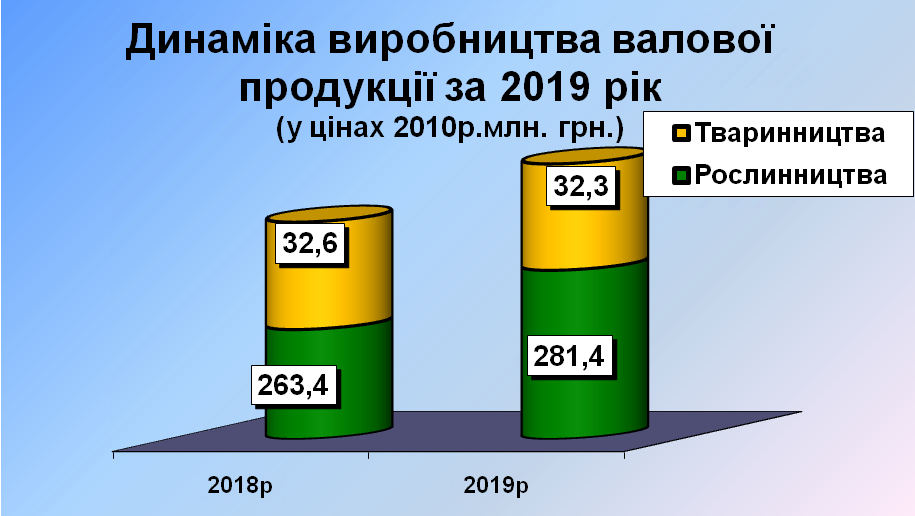 Динаміка виробництва валової
продукції за 2019 рік
(у цінах 2010р.млн. грн.)
Тваринництва
Рослинництва
32,6
32,3
263,4
281,4
2018р
2019р